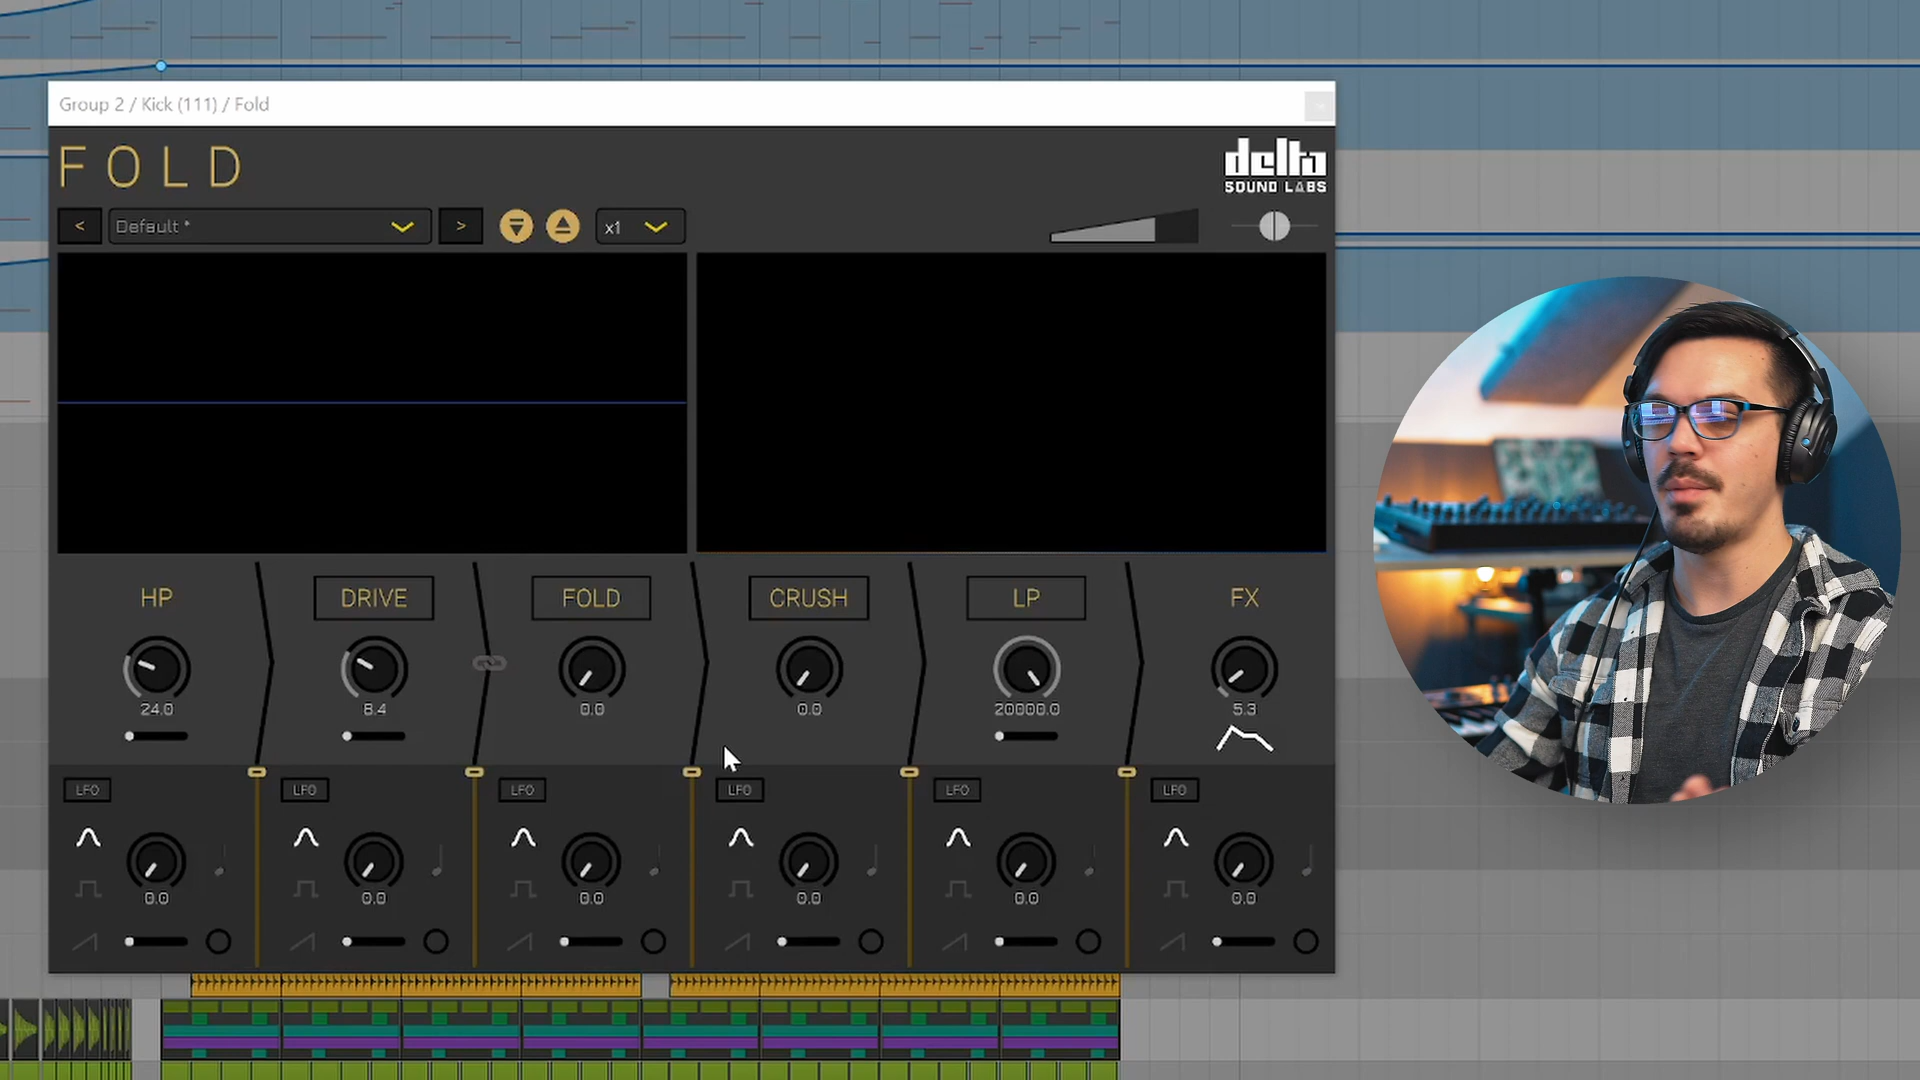 Group 2 / Kick (111) / Fold
FOLD
delta
SOUND LABS
< Default * > x1
HP DRIVE FOLD CRUSH LP FX
24.0 8.4 0.0 0.0 20000.0 5.3
LFO LFO LFO LFO LFO LFO
0.0 0.0 0.0 0.0 0.0 0.0